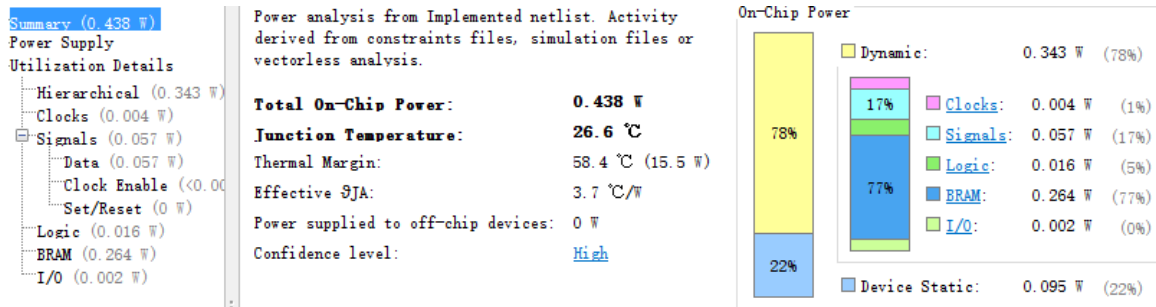 Summary (0.438 W)
Power Supply
Utilization Details
Hierarchical (0.343 W)
Clocks (0.004 W)
Signals (0.057 W)
Data (0.057 W)
Clock Enable (<0.00
Set/Reset (0 W)
Logic (0.016 W)
BRAM (0.264 W)
I/O (0.002 W)
Power analysis from Implemented netlist. Activity
derived from constraints files, simulation files or
vectorless analysis.
Total On-Chip Power: 0.438 W
Junction Temperature: 26.6 ℃
Thermal Margin: 58.4 ℃ (15.5 W)
Effective ϑJA: 3.7 ℃/W
Power supplied to off-chip devices: 0 W
Confidence level: High
On-Chip Power
78%
22%
17%
77%
Dynamic: 0.343 W (78%)
Clocks: 0.004 W (1%)
Signals: 0.057 W (17%)
Logic: 0.016 W (5%)
BRAM: 0.264 W (77%)
I/O: 0.002 W (0%)
Device Static: 0.095 W (22%)